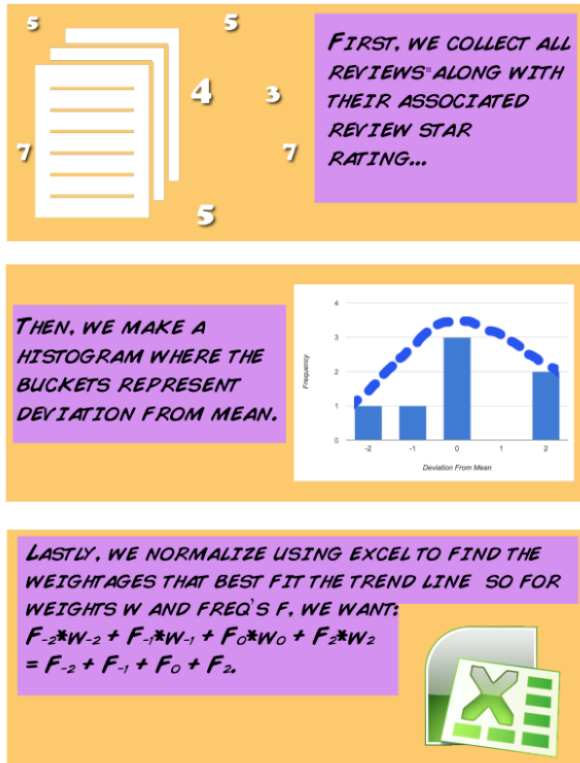 5
5
4
3
7
7
5
FIRST, WE COLLECT ALL
REVIEWS ALONG WITH
THEIR ASSOCIATED
REVIEW STAR
RATING...
THEN, WE MAKE A
HISTOGRAM WHERE THE
BUCKETS REPRESENT
DEVIATION FROM MEAN.
4
3
2
1
0
Frequency
-2 -1 0 1 2
Deviation From Mean
LASTLY, WE NORMALIZE USING EXCEL TO FIND THE
WEIGHTAGES THAT BEST FIT THE TREND LINE SO FOR
WEIGHTS W AND FREQ'S F, WE WANT:
F₋₂*W₋₂ + F₋₁*W₋₁ + F₀*W₀ + F₂*W₂
= F₋₂ + F₋₁ + F₀ + F₂.
X